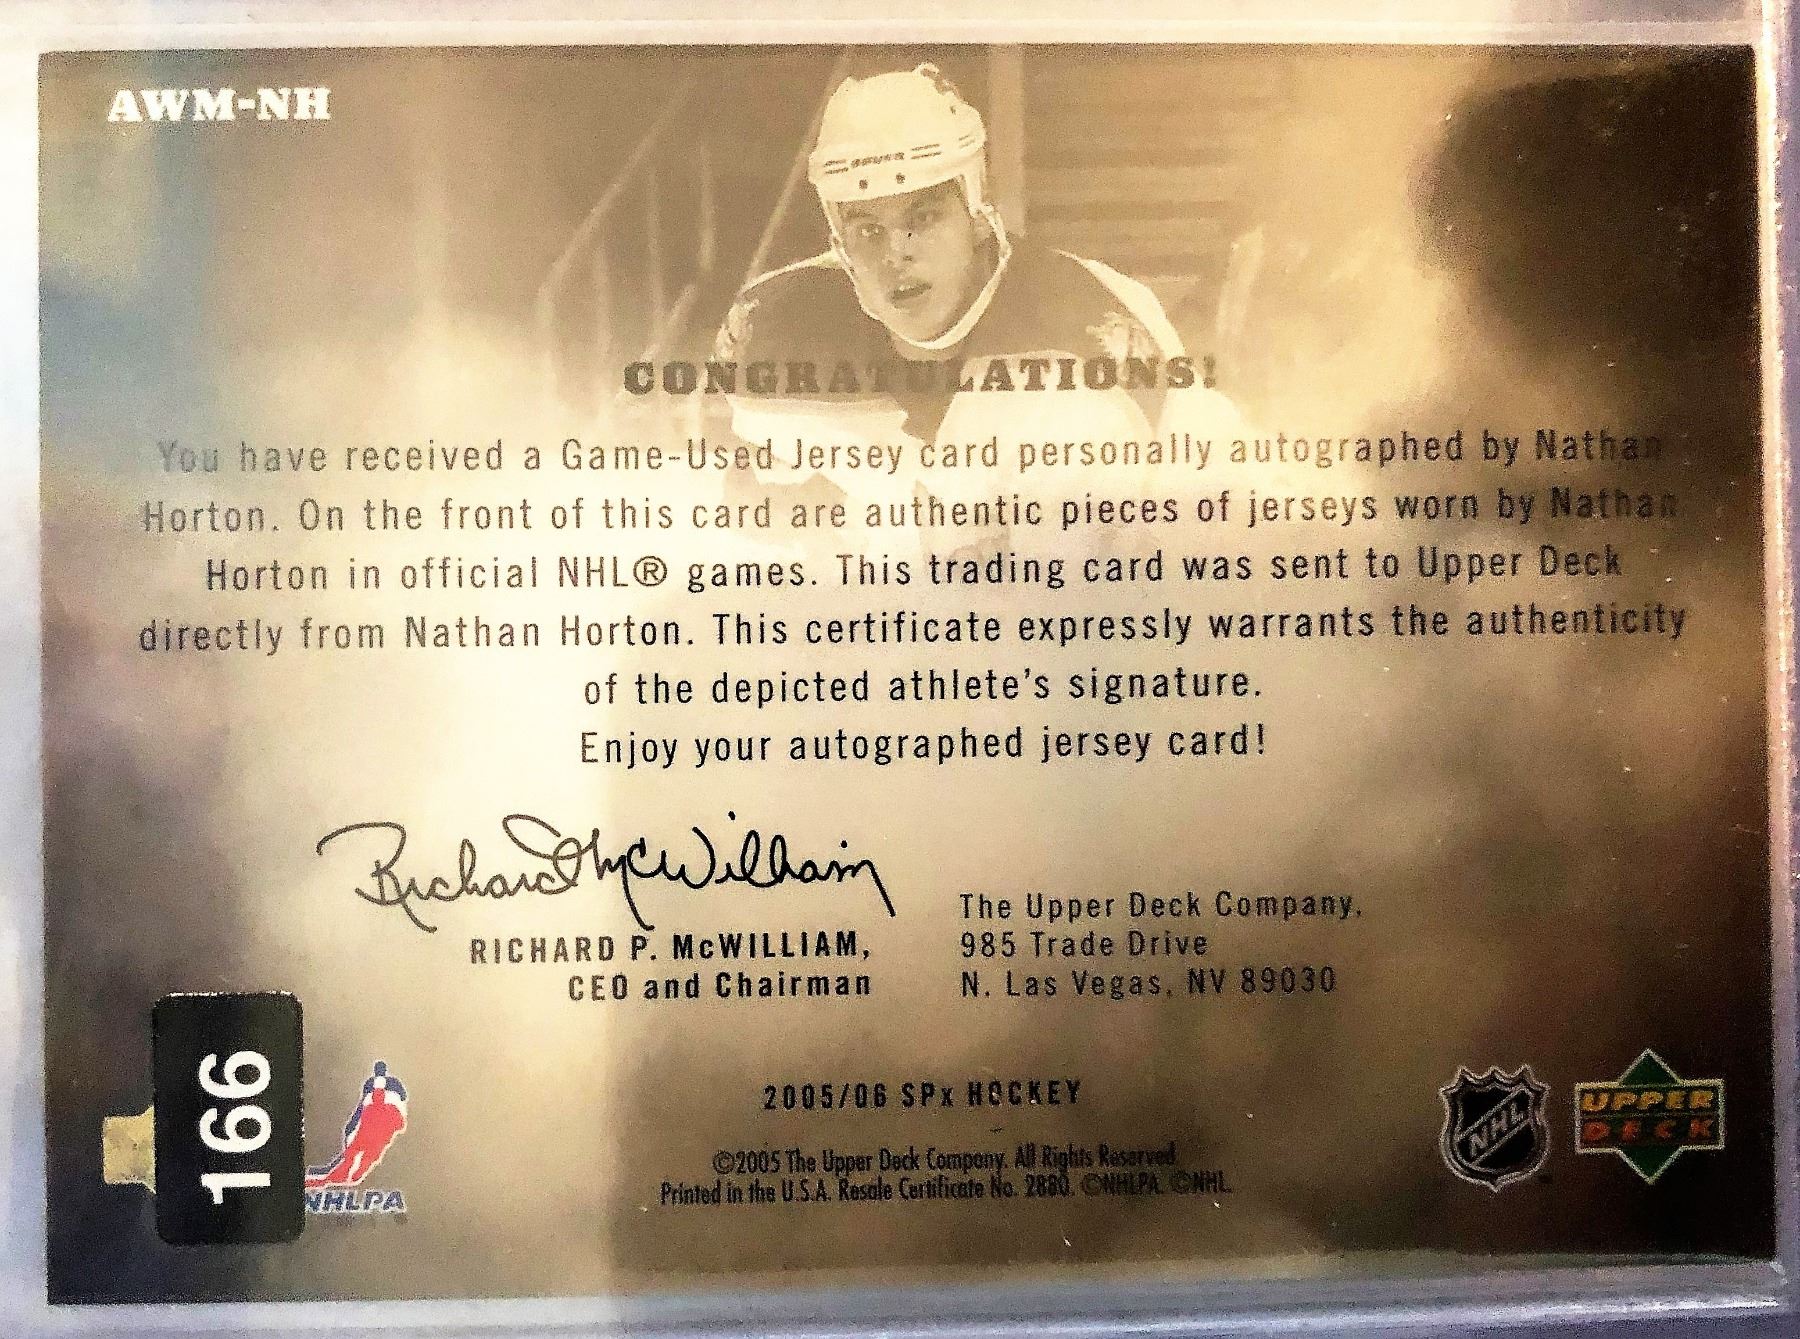 AWM-NH
BAUER
CONGRATULATIONS!
You have received a Game-Used Jersey card personally autographed by Nathan
Horton. On the front of this card are authentic pieces of jerseys worn by Nathan
Horton in official NHL® games. This trading card was sent to Upper Deck
directly from Nathan Horton. This certificate expressly warrants the authenticity
of the depicted athlete's signature.
Enjoy your autographed jersey card!
Richard McWilliam
RICHARD P. McWILLIAM,
CEO and Chairman
The Upper Deck Company.
985 Trade Drive
N. Las Vegas, NV 89030
166
NHLPA
2005/06 SPx HOCKEY
©2005 The Upper Deck Company. All Rights Reserved
Printed in the U.S.A. Resale Certificate No. 2880. ©NHLPA. ©NHL.
NHL
UPPER
DECK